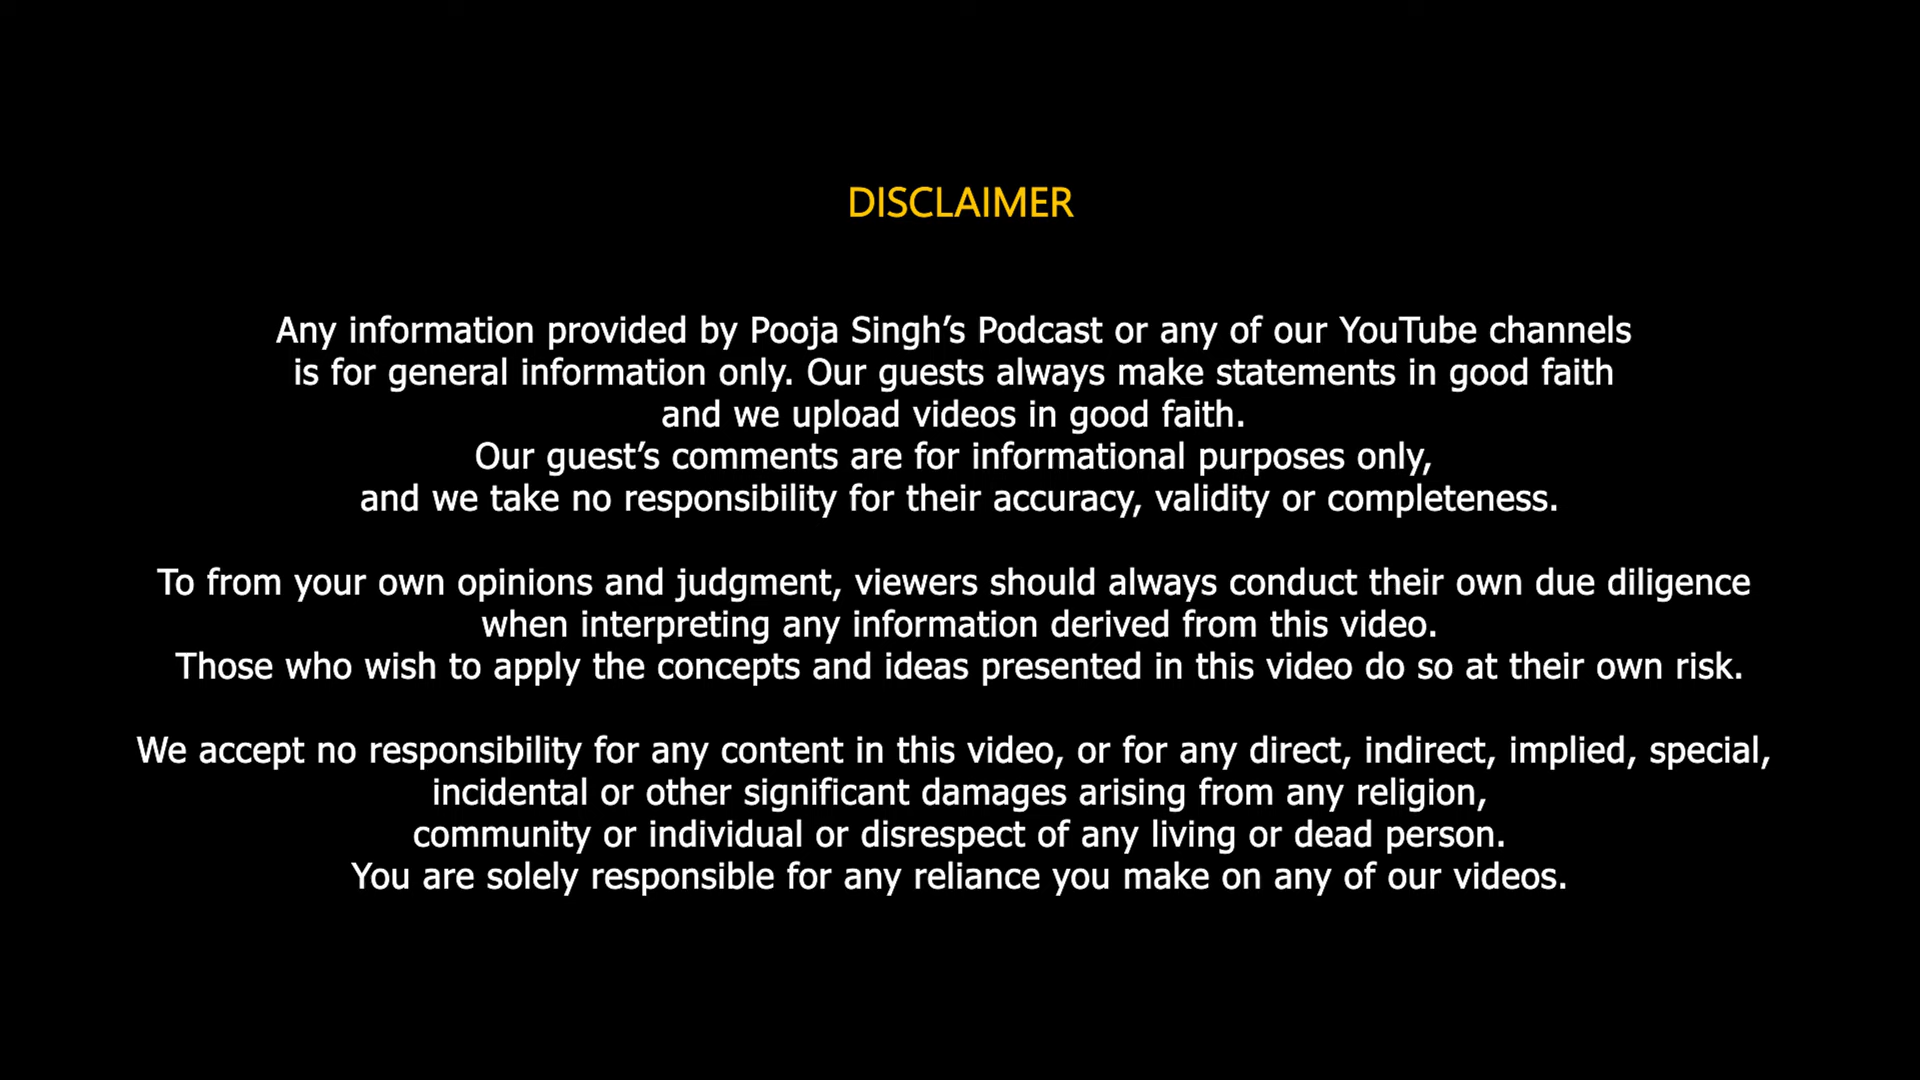 DISCLAIMER
Any information provided by Pooja Singh’s Podcast or any of our YouTube channels
is for general information only. Our guests always make statements in good faith
and we upload videos in good faith.
Our guest’s comments are for informational purposes only,
and we take no responsibility for their accuracy, validity or completeness.
To from your own opinions and judgment, viewers should always conduct their own due diligence
when interpreting any information derived from this video.
Those who wish to apply the concepts and ideas presented in this video do so at their own risk.
We accept no responsibility for any content in this video, or for any direct, indirect, implied, special,
incidental or other significant damages arising from any religion,
community or individual or disrespect of any living or dead person.
You are solely responsible for any reliance you make on any of our videos.